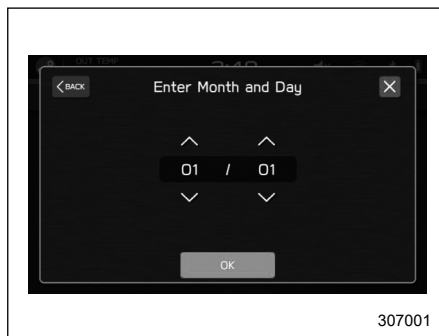 OUT TEMP
BACK
Enter Month and Day
01 / 01
OK
307001